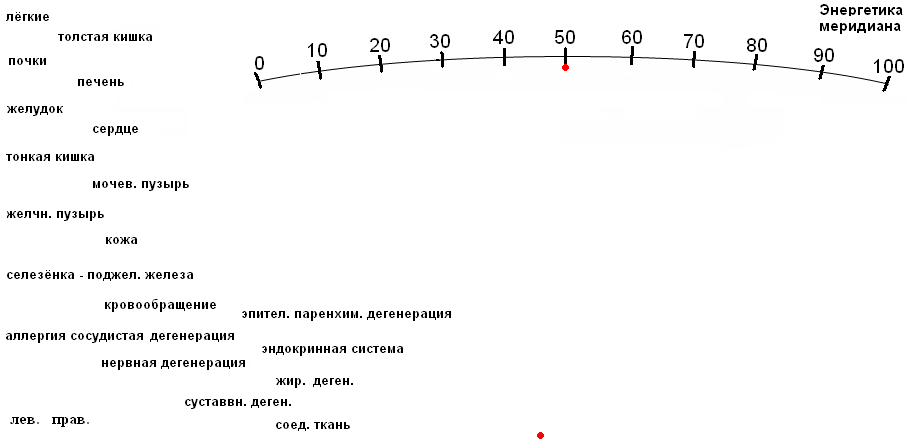 лёгкие
Энергетика
меридиана
толстая кишка
0 10 20 30 40 50 60 70 80 90 100
почки
печень
желудок
сердце
тонкая кишка
мочев. пузырь
желчн. пузырь
кожа
селезёнка - поджел. железа
кровообращение
эпител. паренхим. дегенерация
аллергия сосудистая дегенерация
эндокринная система
нервная дегенерация
жир. деген.
суставвн. деген.
лев. прав.
соед. ткань